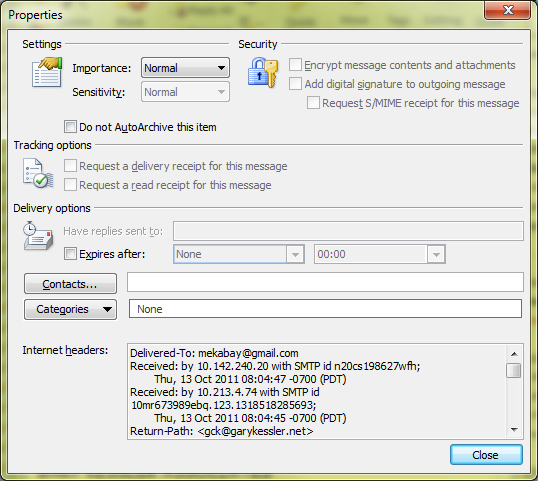 Properties
Settings
Security
Importance: Normal
Encrypt message contents and attachments
Sensitivity: Normal
Add digital signature to outgoing message
Request S/MIME receipt for this message
Do not AutoArchive this item
Tracking options
Request a delivery receipt for this message
Request a read receipt for this message
Delivery options
Have replies sent to:
Expires after: None 00:00
Contacts...
Categories None
Internet headers:
Delivered-To: mekabay@gmail.com
Received: by 10.142.240.20 with SMTP id n20cs198627wfh;
Thu, 13 Oct 2011 08:04:47 -0700 (PDT)
Received: by 10.213.4.74 with SMTP id
10mr673989ebq.123.1318518285693;
Thu, 13 Oct 2011 08:04:45 -0700 (PDT)
Return-Path: <gck@garykessler.net>
Close